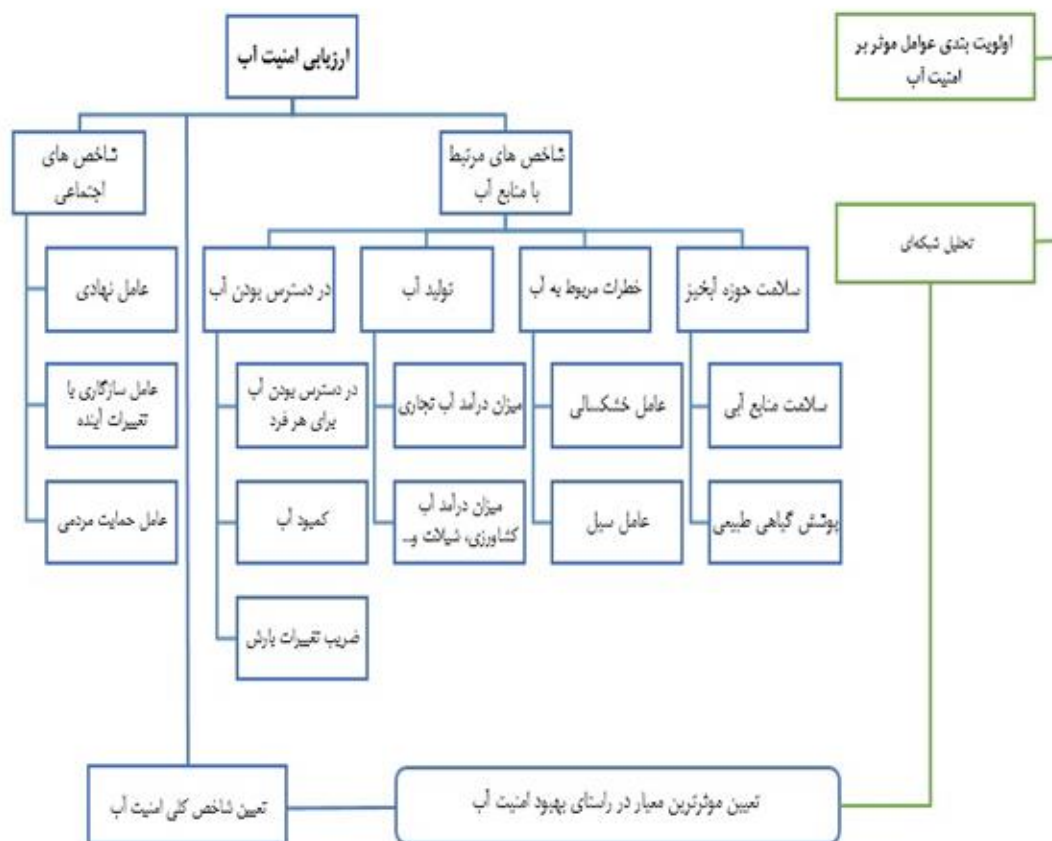 ارزیابی امنیت آب
اولویت بندی عوامل موثر بر
امنیت آب
شاخص های مرتبط
با منابع آب
شاخص های
اجتماعی
تحلیل شبکه‌ای
سلامت حوزه آبخیز
خطرات مربوط به آب
تولید آب
در دسترس بودن آب
عامل نهادی
سلامت منابع آبی
عامل خشکسالی
میزان درآمد آب تجاری
در دسترس بودن آب
برای هر فرد
عامل سازگاری با
تغییرات آینده
پوشش گیاهی طبیعی
عامل سیل
میزان درآمد آب
کشاورزی، شیلات و...
کمبود آب
عامل حمایت مردمی
ضریب تغییرات بارش
تعیین موثرترین معیار در راستای بهبود امنیت آب
تعیین شاخص کلی امنیت آب